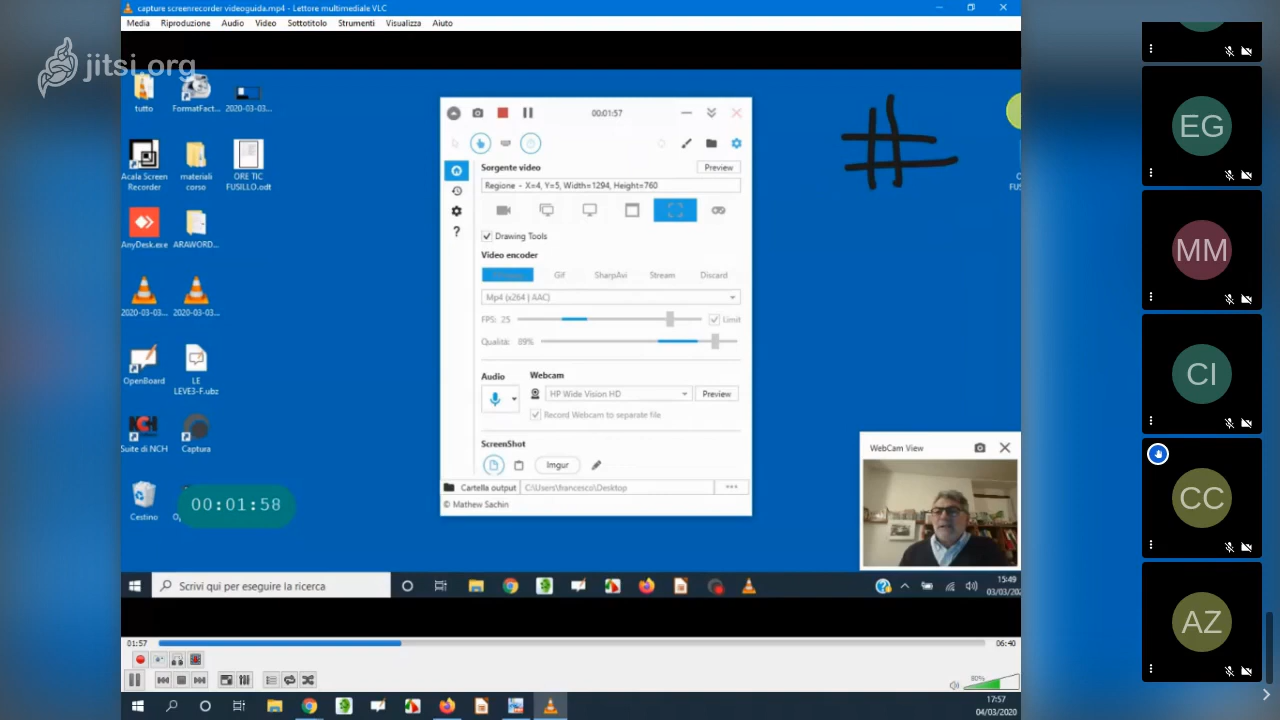 capture screenrecorder videoguida.mp4 - Lettore multimediale VLC
Media Riproduzione Audio Video Sottotitolo Strumenti Visualizza Aiuto
jitsi.org
tutto
FormatFact...
2020-03-03...
Acala Screen Recorder
materiali corso
ORE TIC FUSILLO.odt
AnyDesk.exe
ARAWORD...
2020-03-03...
2020-03-03...
OpenBoard
LE LEVE3-F.ubz
Suite di NCH
Captura
Cestino
00:01:58
00:01:57
Sorgente video
Preview
Regione - X=4, Y=5, Width=1294, Height=760
Drawing Tools
Video encoder
Gif SharpAvi Stream Discard
Mp4 (x264 | AAC)
FPS: 25
Limit
Qualità: 89%
Audio
Webcam
HP Wide Vision HD
Preview
Record Webcam to separate file
ScreenShot
Imgur
Cartella output C:\Users\francesco\Desktop ...
© Mathew Sachin
#
WebCam View
Scrivi qui per eseguire la ricerca
15:49
03/03/202
01:57
06:40
80%
17:57
04/03/2020
EG
MM
CI
CC
AZ